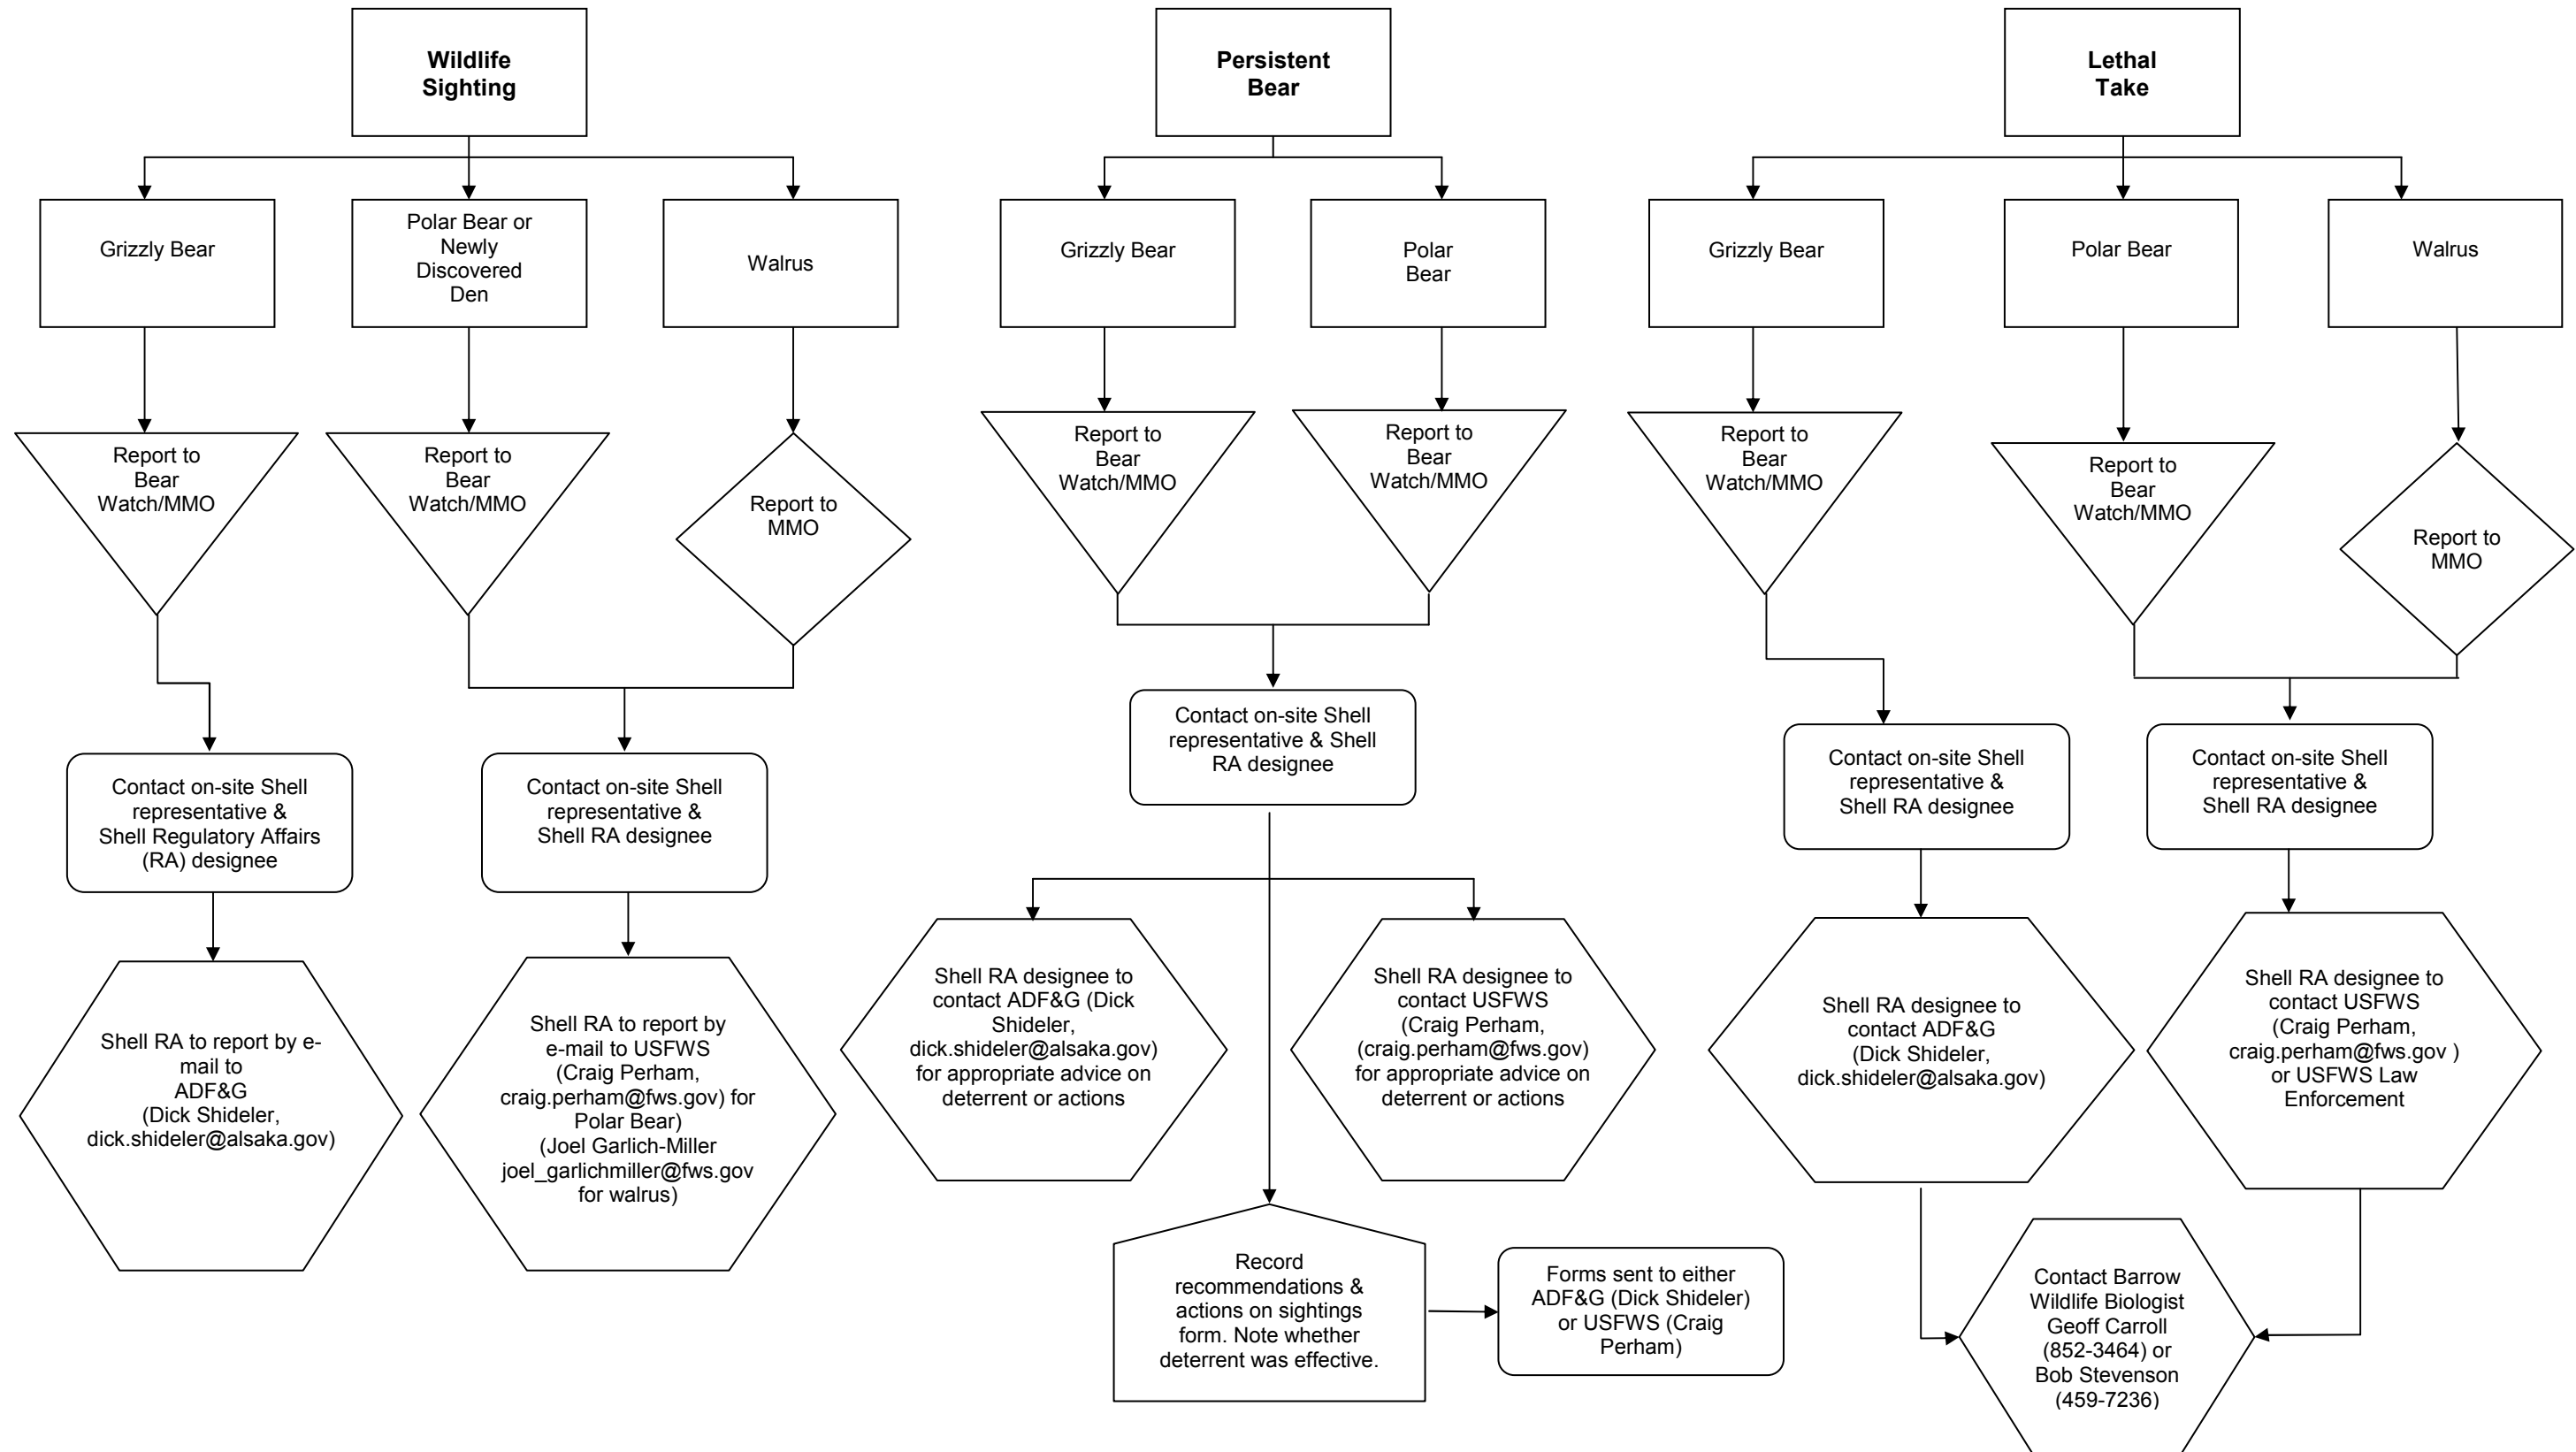 Wildlife
Sighting
Grizzly Bear
Polar Bear or
Newly
Discovered
Den
Walrus
Report to
Bear
Watch/MMO
Report to
Bear
Watch/MMO
Report to
MMO
Contact on-site Shell
representative &
Shell Regulatory Affairs
(RA) designee
Contact on-site Shell
representative &
Shell RA designee
Shell RA to report by e-
mail to
ADF&G
(Dick Shideler,
dick.shideler@alsaka.gov)
Shell RA to report by
e-mail to USFWS
(Craig Perham,
craig.perham@fws.gov) for
Polar Bear)
(Joel Garlich-Miller
joel_garlichmiller@fws.gov
for walrus)
Persistent
Bear
Grizzly Bear
Polar
Bear
Report to
Bear
Watch/MMO
Report to
Bear
Watch/MMO
Contact on-site Shell
representative & Shell
RA designee
Shell RA designee to
contact ADF&G (Dick
Shideler,
dick.shideler@alsaka.gov)
for appropriate advice on
deterrent or actions
Shell RA designee to
contact USFWS
(Craig Perham,
(craig.perham@fws.gov)
for appropriate advice on
deterrent or actions
Record
recommendations &
actions on sightings
form. Note whether
deterrent was effective.
Forms sent to either
ADF&G (Dick Shideler)
or USFWS (Craig
Perham)
Lethal
Take
Grizzly Bear
Polar Bear
Walrus
Report to
Bear
Watch/MMO
Report to
Bear
Watch/MMO
Report to
MMO
Contact on-site Shell
representative &
Shell RA designee
Contact on-site Shell
representative &
Shell RA designee
Shell RA designee to
contact ADF&G
(Dick Shideler,
dick.shideler@alsaka.gov)
Shell RA designee to
contact USFWS
(Craig Perham,
craig.perham@fws.gov )
or USFWS Law
Enforcement
Contact Barrow
Wildlife Biologist
Geoff Carroll
(852-3464) or
Bob Stevenson
(459-7236)